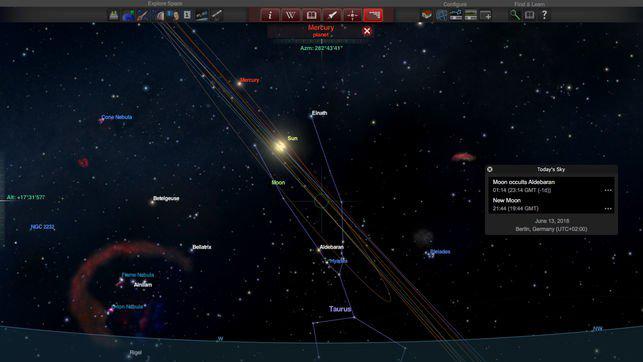 Explore Space
Configure
Find & Learn
Mercury
planet
Azm: 282°43'41"
Mercury
Cone Nebula
Elnath
Sun
Today's Sky
Moon occults Aldebaran
01:14 (23:14 GMT (-1d))
New Moon
21:44 (19:44 GMT)
June 13, 2018
Berlin, Germany (UTC+02:00)
Moon
Alt: +17°31'57"
Betelgeuse
NGC 2232
Bellatrix
Aldebaran
Hyades
Pleiades
Flame Nebula
Alnilam
Orion Nebula
Taurus
W
NW
Rigel